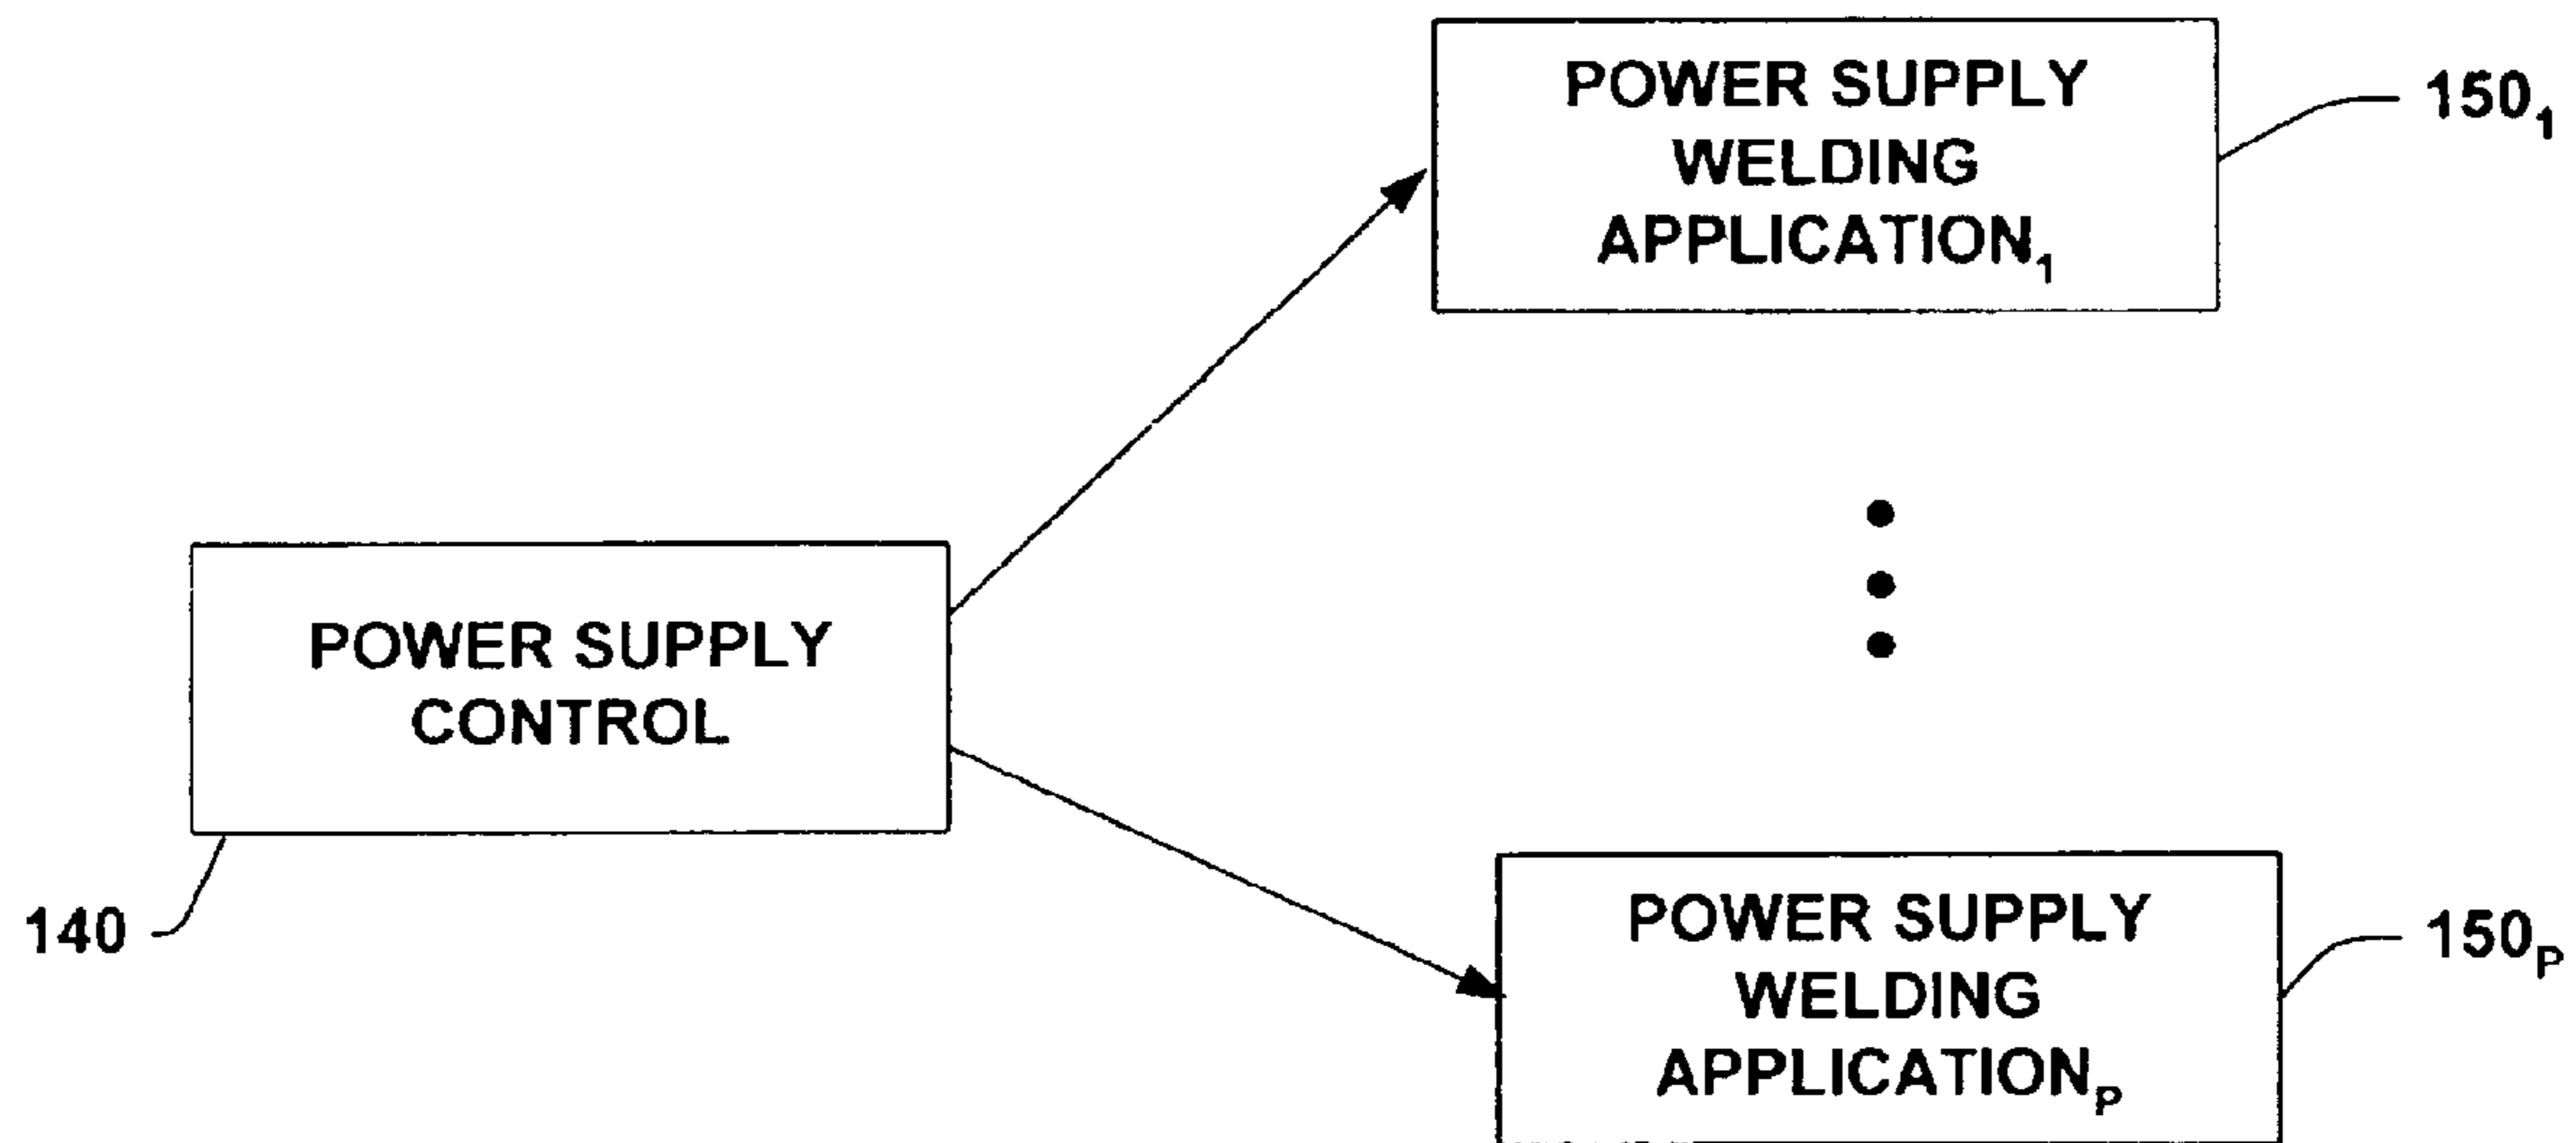 POWER SUPPLY
WELDING
APPLICATION₁
150₁
POWER SUPPLY
CONTROL
140
POWER SUPPLY
WELDING
APPLICATIONₚ
150ₚ